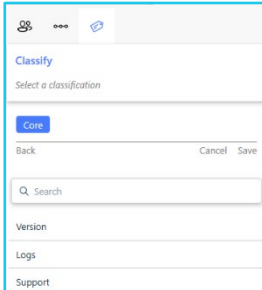 Classify
Select a classification
Core
Back Cancel Save
Search
Version
Logs
Support